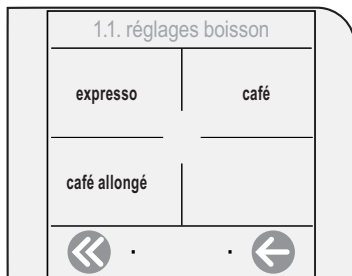 1.1. réglages boisson
expresso café
café allongé